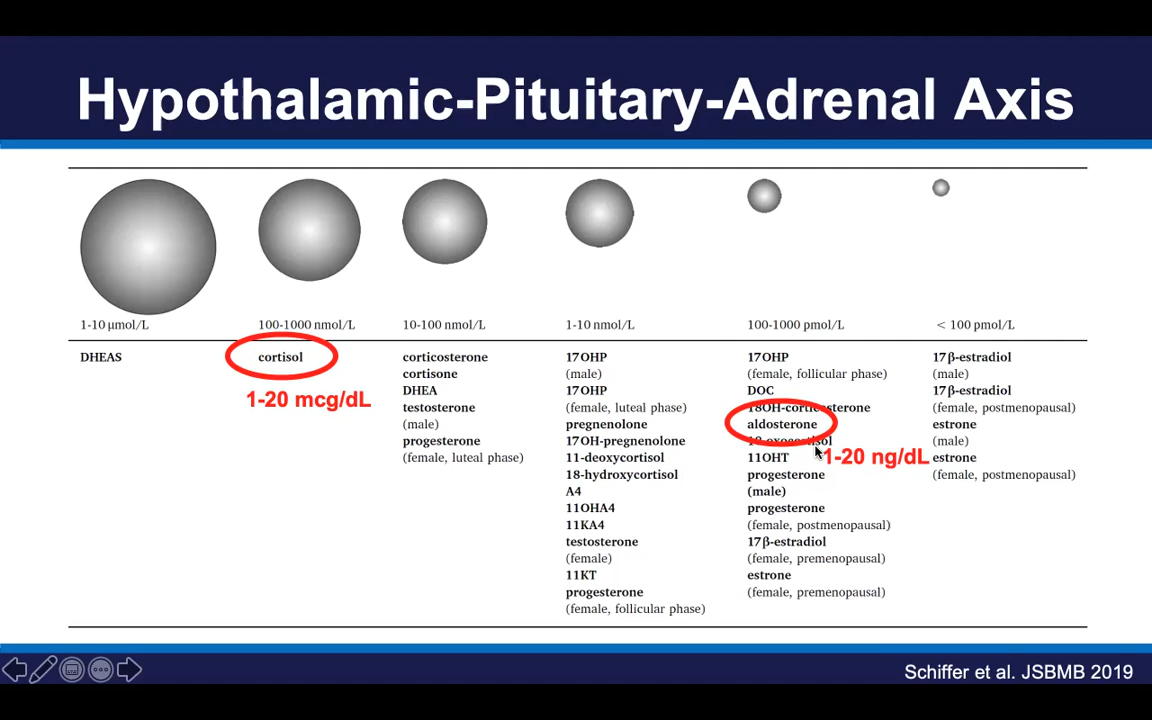 Hypothalamic-Pituitary-Adrenal Axis
1-10 μmol/L
100-1000 nmol/L
10-100 nmol/L
1-10 nmol/L
100-1000 pmol/L
< 100 pmol/L
DHEAS
cortisol
1-20 mcg/dL
corticosterone
cortisone
DHEA
testosterone
(male)
progesterone
(female, luteal phase)
17OHP
(male)
17OHP
(female, luteal phase)
pregnenolone
17OH-pregnenolone
11-deoxycortisol
18-hydroxycortisol
A4
11OHA4
11KA4
testosterone
(female)
11KT
progesterone
(female, follicular phase)
17OHP
(female, follicular phase)
DOC
18OH-corticosterone
aldosterone
18-oxocortisol
1-20 ng/dL
11OHT
progesterone
(male)
progesterone
(female, postmenopausal)
17β-estradiol
(female, premenopausal)
estrone
(female, premenopausal)
17β-estradiol
(male)
17β-estradiol
(female, postmenopausal)
estrone
(male)
estrone
(female, postmenopausal)
Schiffer et al. JSBMB 2019